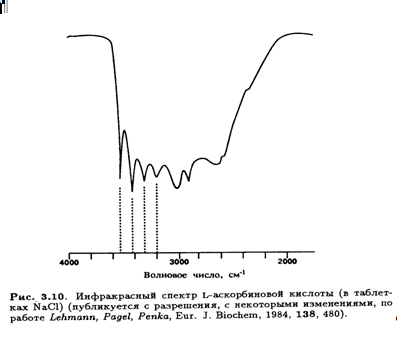 4000 3000 2000
Волновое число, см⁻¹
Рис. 3.10. Инфракрасный спектр L-аскорбиновой кислоты (в таблет-
ках NaCl) (публикуется с разрешения, с некоторыми изменениями, по
работе Lehmann, Pagel, Penka, Eur. J. Biochem, 1984, 138, 480).